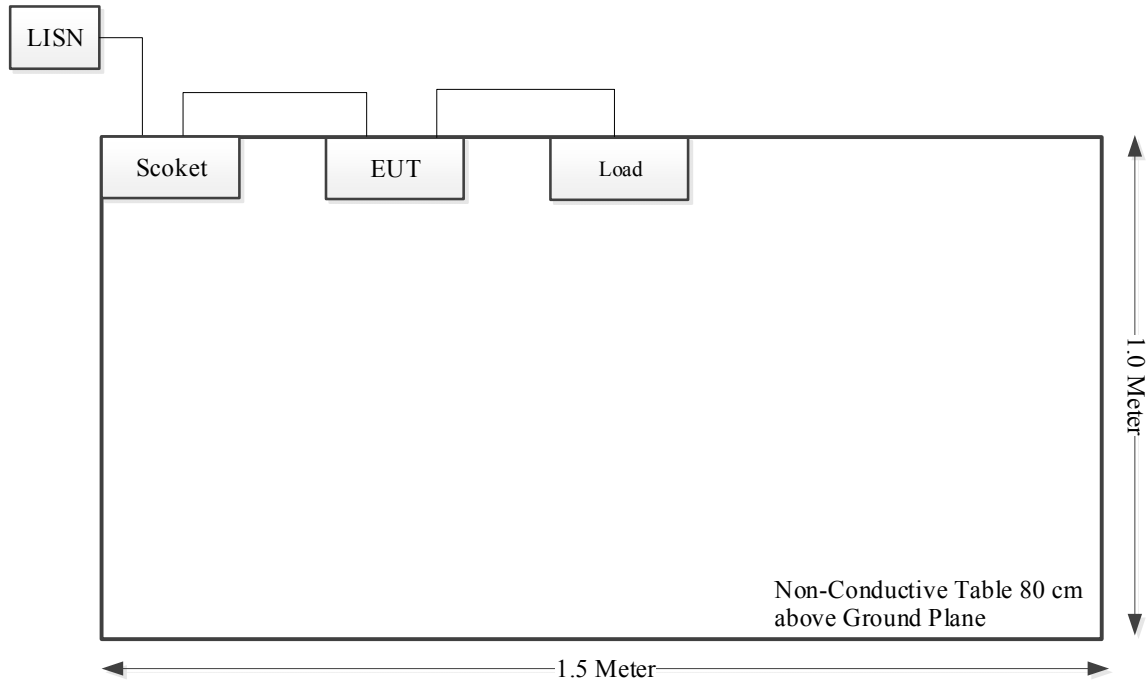 LISN
Scoket
EUT
Load
1.0 Meter
Non-Conductive Table 80 cm
above Ground Plane
1.5 Meter